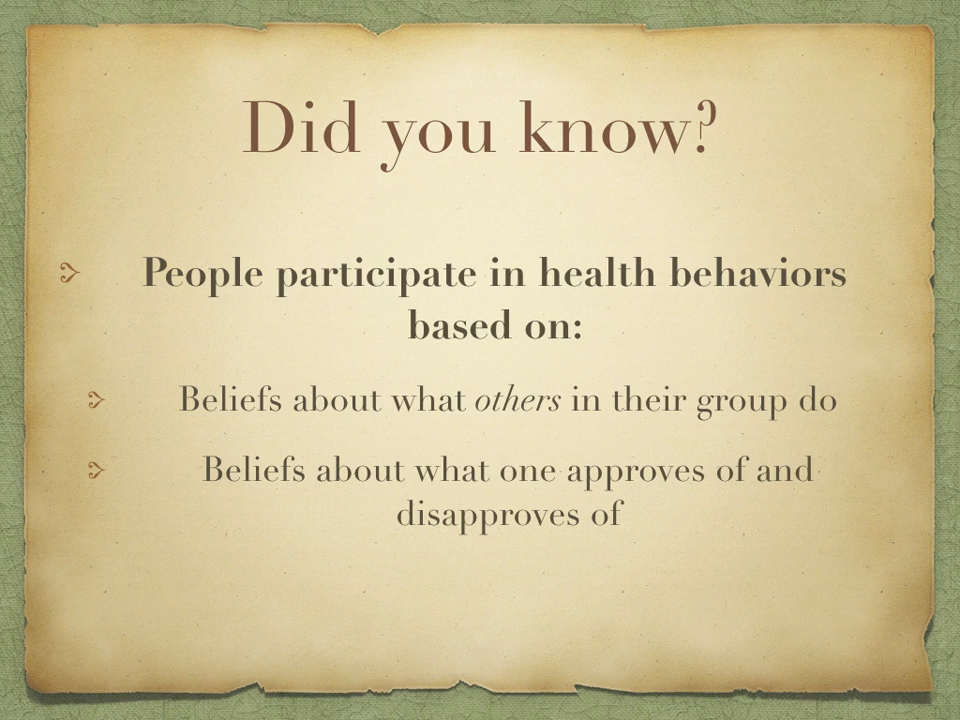 Did you know?
People participate in health behaviors
based on:
Beliefs about what others in their group do
Beliefs about what one approves of and
disapproves of